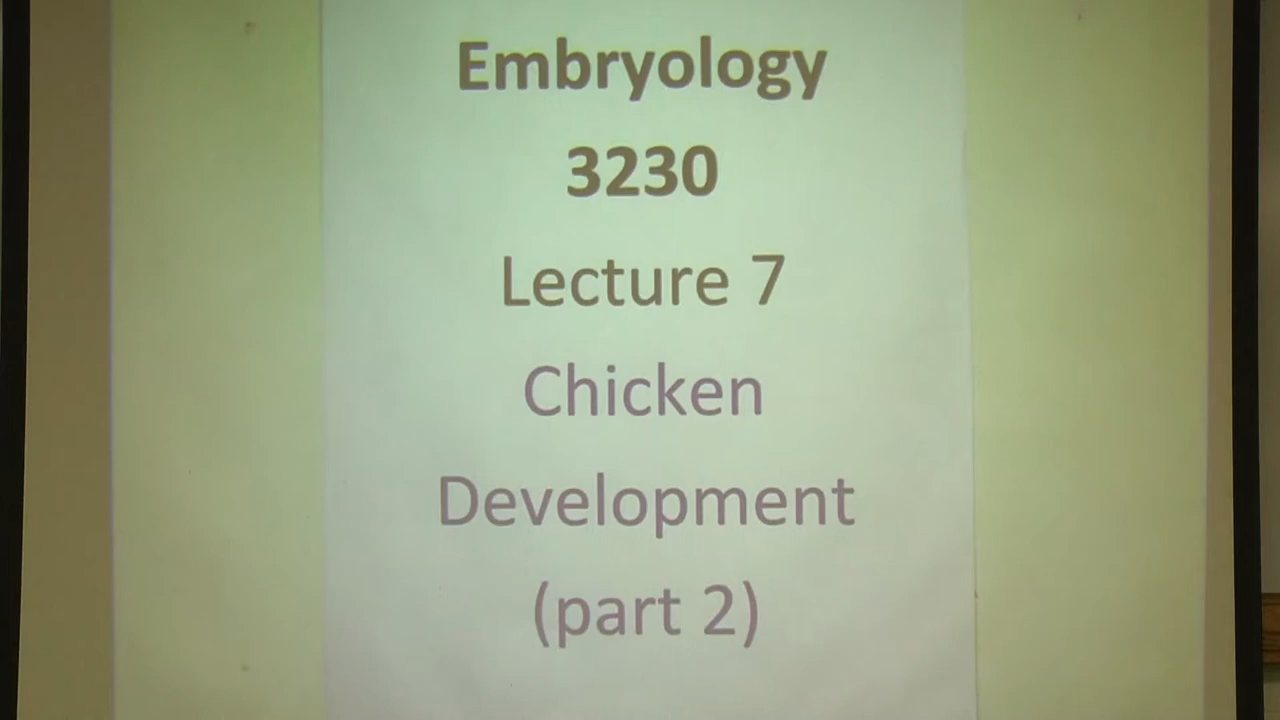 Embryology
3230
Lecture 7
Chicken
Development
(part 2)